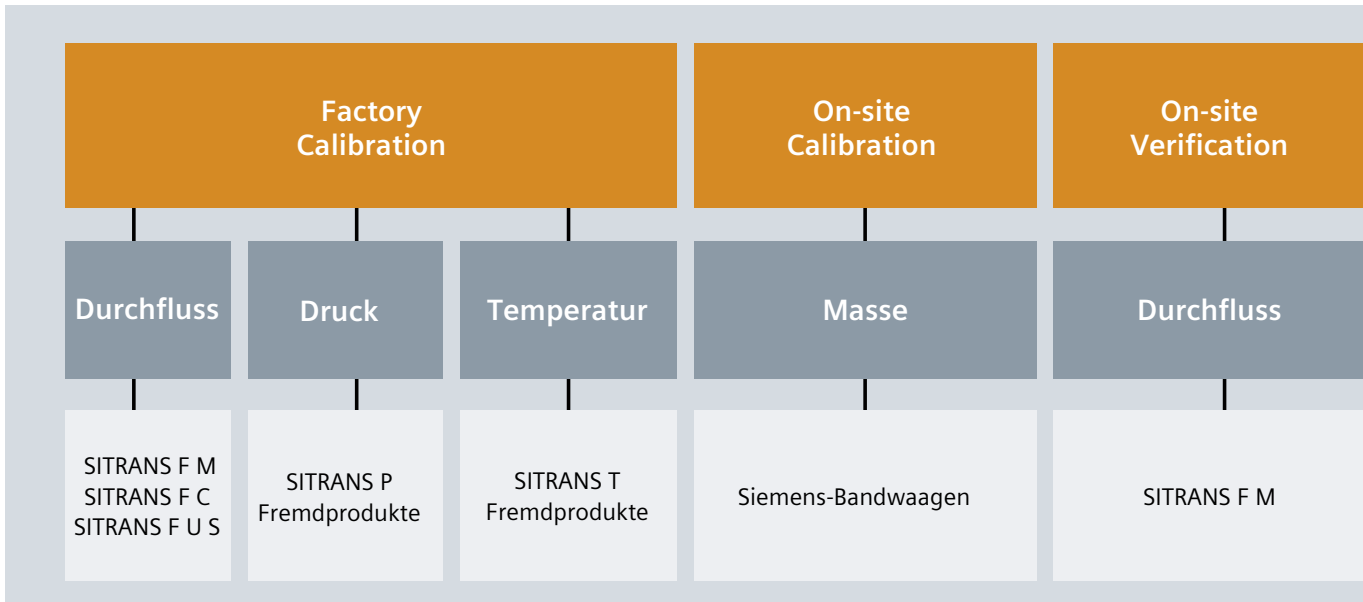 Factory
Calibration
On-site
Calibration
On-site
Verification
Durchfluss
Druck
Temperatur
Masse
Durchfluss
SITRANS F M
SITRANS F C
SITRANS F U S
SITRANS P
Fremdprodukte
SITRANS T
Fremdprodukte
Siemens-Bandwaagen
SITRANS F M